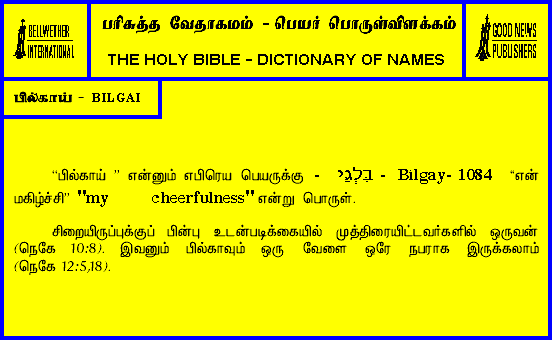 BELLWETHER
INTERNATIONAL
பரிசுத்த வேதாகமம் - பெயர் பொருள்விளக்கம்
THE HOLY BIBLE - DICTIONARY OF NAMES
GOOD NEWS
PUBLISHERS
பில்காய் - BILGAI
“பில்காய் ” என்னும் எபிரெய பெயருக்கு - בִּלְגַּי - Bilgay- 1084 “என்
மகிழ்ச்சி” "my cheerfulness" என்று பொருள்.
சிறையிருப்புக்குப் பின்பு உடன்படிக்கையில் முத்திரையிட்டவர்களில் ஒருவன்
(நெகே 10:8). இவனும் பில்காவும் ஒரு வேளை ஒரே நபராக இருக்கலாம்
(நெகே 12:5,18).